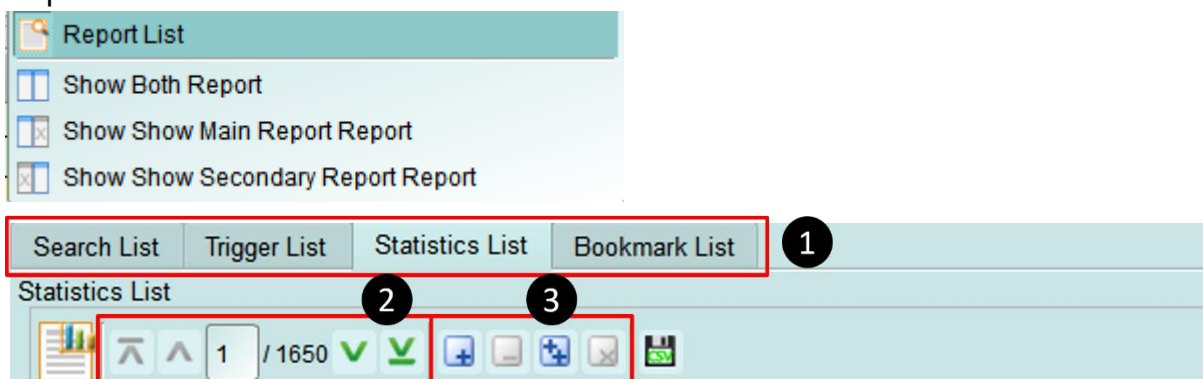 Report List
Show Both Report
Show Show Main Report Report
Show Show Secondary Report Report
Search List Trigger List Statistics List Bookmark List 1
Statistics List 2 3
1 / 1650 CSV